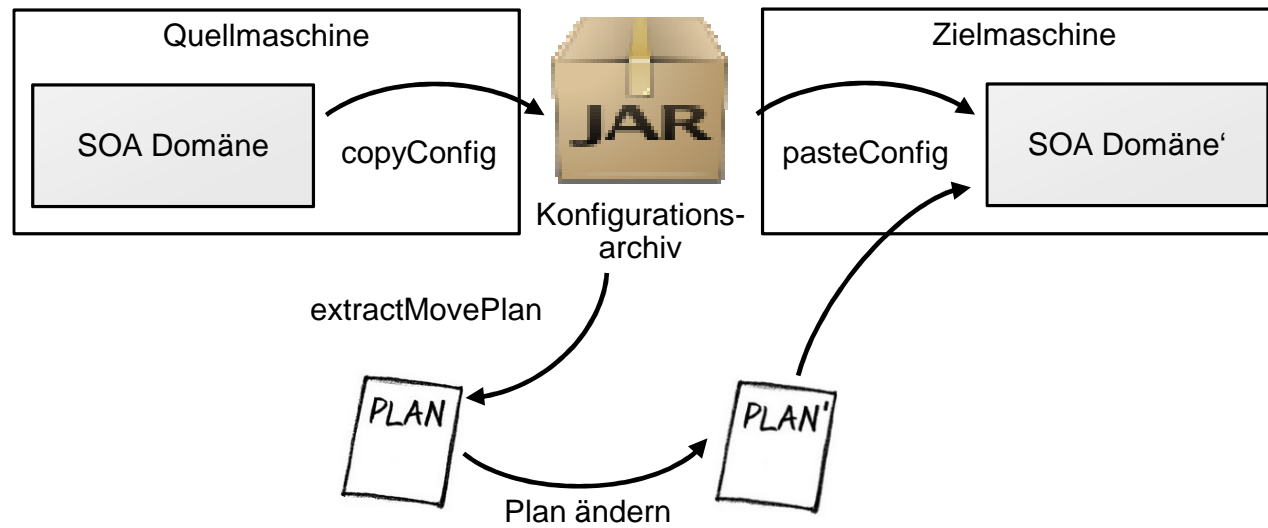 Quellmaschine
Zielmaschine
SOA Domäne
copyConfig
JAR
pasteConfig
SOA Domäne‘
Konfigurations-
archiv
extractMovePlan
PLAN
PLAN'
Plan ändern